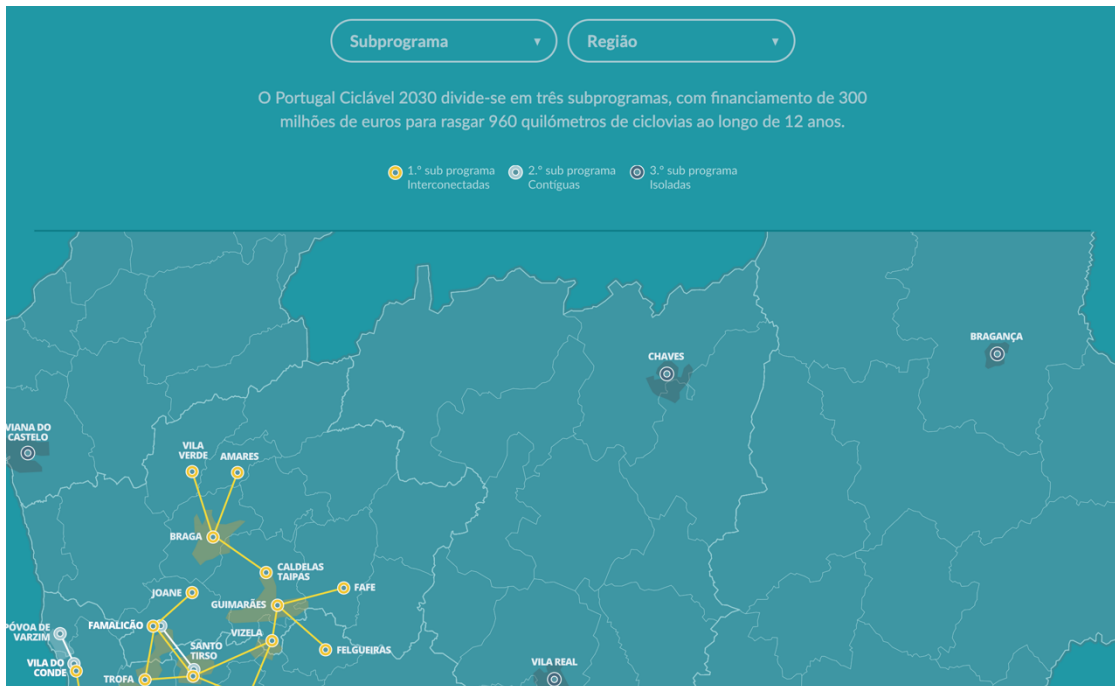 Subprograma ▾
Região ▾
O Portugal Ciclável 2030 divide-se em três subprogramas, com financiamento de 300
milhões de euros para rasgar 960 quilómetros de ciclovias ao longo de 12 anos.
1.º sub programa
Interconectadas
2.º sub programa
Contíguas
3.º sub programa
Isoladas
BRAGANÇA
CHAVES
VIANA DO
CASTELO
VILA
VERDE
AMARES
BRAGA
CALDELAS
TAIPAS
FAFE
JOANE
GUIMARÃES
FAMALICÃO
PÓVOA DE
VARZIM
VIZELA
SANTO
TIRSO
FELGUEIRAS
VILA DO
CONDE
TROFA
VILA REAL